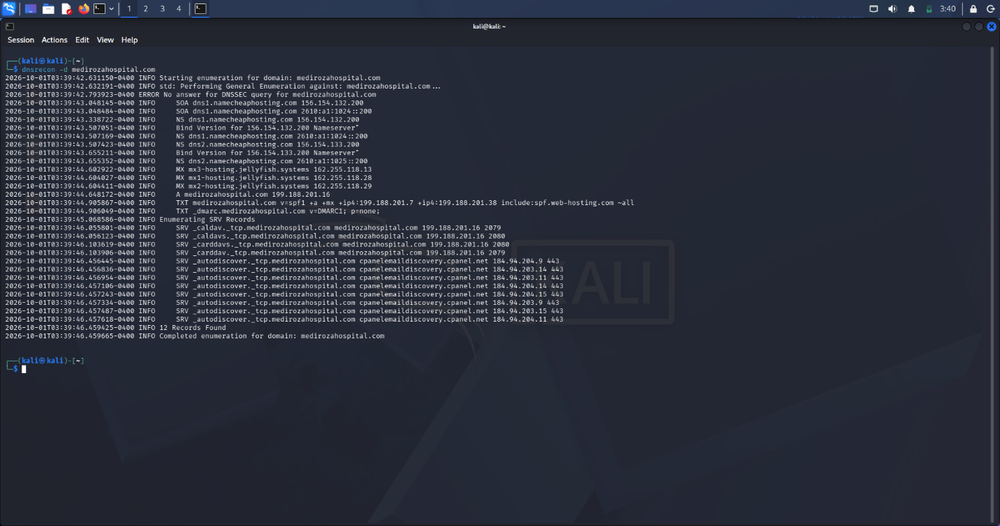 1 2 3 4 3:40
kali@kali: ~
Session Actions Edit View Help
┌──(kali㉿kali)-[~]
└─$ dnsrecon -d medirozahospital.com
2026-10-01T03:39:42.631150-0400 INFO Starting enumeration for domain: medirozahospital.com
2026-10-01T03:39:42.632191-0400 INFO std: Performing General Enumeration against: medirozahospital.com...
2026-10-01T03:39:42.793923-0400 ERROR No answer for DNSSEC query for medirozahospital.com
2026-10-01T03:39:43.048145-0400 INFO SOA dns1.namecheaphosting.com 156.154.132.200
2026-10-01T03:39:43.048484-0400 INFO SOA dns1.namecheaphosting.com 2610:a1:1024::200
2026-10-01T03:39:43.338722-0400 INFO NS dns1.namecheaphosting.com 156.154.132.200
2026-10-01T03:39:43.507051-0400 INFO Bind Version for 156.154.132.200 Nameserver"
2026-10-01T03:39:43.507169-0400 INFO NS dns1.namecheaphosting.com 2610:a1:1024::200
2026-10-01T03:39:43.507423-0400 INFO NS dns2.namecheaphosting.com 156.154.133.200
2026-10-01T03:39:43.655211-0400 INFO Bind Version for 156.154.133.200 Nameserver"
2026-10-01T03:39:43.655352-0400 INFO NS dns2.namecheaphosting.com 2610:a1:1025::200
2026-10-01T03:39:44.602922-0400 INFO MX mx3-hosting.jellyfish.systems 162.255.118.13
2026-10-01T03:39:44.604027-0400 INFO MX mx1-hosting.jellyfish.systems 162.255.118.28
2026-10-01T03:39:44.604411-0400 INFO MX mx2-hosting.jellyfish.systems 162.255.118.29
2026-10-01T03:39:44.648172-0400 INFO A medirozahospital.com 199.188.201.16
2026-10-01T03:39:44.905867-0400 INFO TXT medirozahospital.com v=spf1 +a +mx +ip4:199.188.201.7 +ip4:199.188.201.38 include:spf.web-hosting.com ~all
2026-10-01T03:39:44.906049-0400 INFO TXT _dmarc.medirozahospital.com v=DMARC1; p=none;
2026-10-01T03:39:45.068586-0400 INFO Enumerating SRV Records
2026-10-01T03:39:46.055801-0400 INFO SRV _caldav._tcp.medirozahospital.com medirozahospital.com 199.188.201.16 2079
2026-10-01T03:39:46.056123-0400 INFO SRV _caldavs._tcp.medirozahospital.com medirozahospital.com 199.188.201.16 2080
2026-10-01T03:39:46.103619-0400 INFO SRV _carddavs._tcp.medirozahospital.com medirozahospital.com 199.188.201.16 2080
2026-10-01T03:39:46.103906-0400 INFO SRV _carddav._tcp.medirozahospital.com medirozahospital.com 199.188.201.16 2079
2026-10-01T03:39:46.456445-0400 INFO SRV _autodiscover._tcp.medirozahospital.com cpanelemaildiscovery.cpanel.net 184.94.204.9 443
2026-10-01T03:39:46.456836-0400 INFO SRV _autodiscover._tcp.medirozahospital.com cpanelemaildiscovery.cpanel.net 184.94.203.14 443
2026-10-01T03:39:46.456954-0400 INFO SRV _autodiscover._tcp.medirozahospital.com cpanelemaildiscovery.cpanel.net 184.94.203.11 443
2026-10-01T03:39:46.457106-0400 INFO SRV _autodiscover._tcp.medirozahospital.com cpanelemaildiscovery.cpanel.net 184.94.204.14 443
2026-10-01T03:39:46.457243-0400 INFO SRV _autodiscover._tcp.medirozahospital.com cpanelemaildiscovery.cpanel.net 184.94.204.15 443
2026-10-01T03:39:46.457334-0400 INFO SRV _autodiscover._tcp.medirozahospital.com cpanelemaildiscovery.cpanel.net 184.94.203.9 443
2026-10-01T03:39:46.457487-0400 INFO SRV _autodiscover._tcp.medirozahospital.com cpanelemaildiscovery.cpanel.net 184.94.203.15 443
2026-10-01T03:39:46.457618-0400 INFO SRV _autodiscover._tcp.medirozahospital.com cpanelemaildiscovery.cpanel.net 184.94.204.11 443
2026-10-01T03:39:46.459425-0400 INFO 12 Records Found
2026-10-01T03:39:46.459665-0400 INFO Completed enumeration for domain: medirozahospital.com
KALI
┌──(kali㉿kali)-[~]
└─$